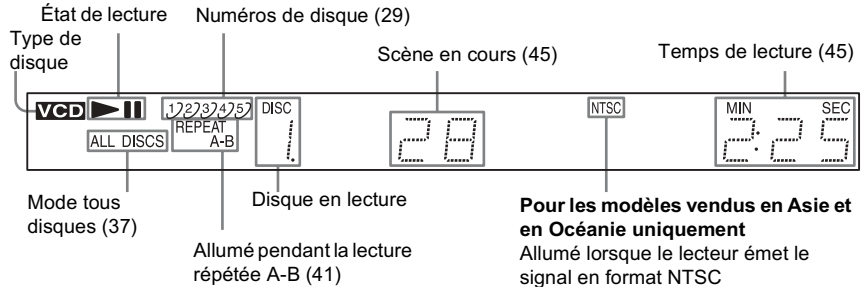 État de lecture
Numéros de disque (29)
Type de
disque
Scène en cours (45)
Temps de lecture (45)
VCD
1 2 3 4 5
DISC
NTSC
MIN
SEC
REPEAT
A-B
ALL DISCS
1.
28
2:25
Mode tous
disques (37)
Disque en lecture
Allumé pendant la lecture
répétée A-B (41)
Pour les modèles vendus en Asie et
en Océanie uniquement
Allumé lorsque le lecteur émet le
signal en format NTSC